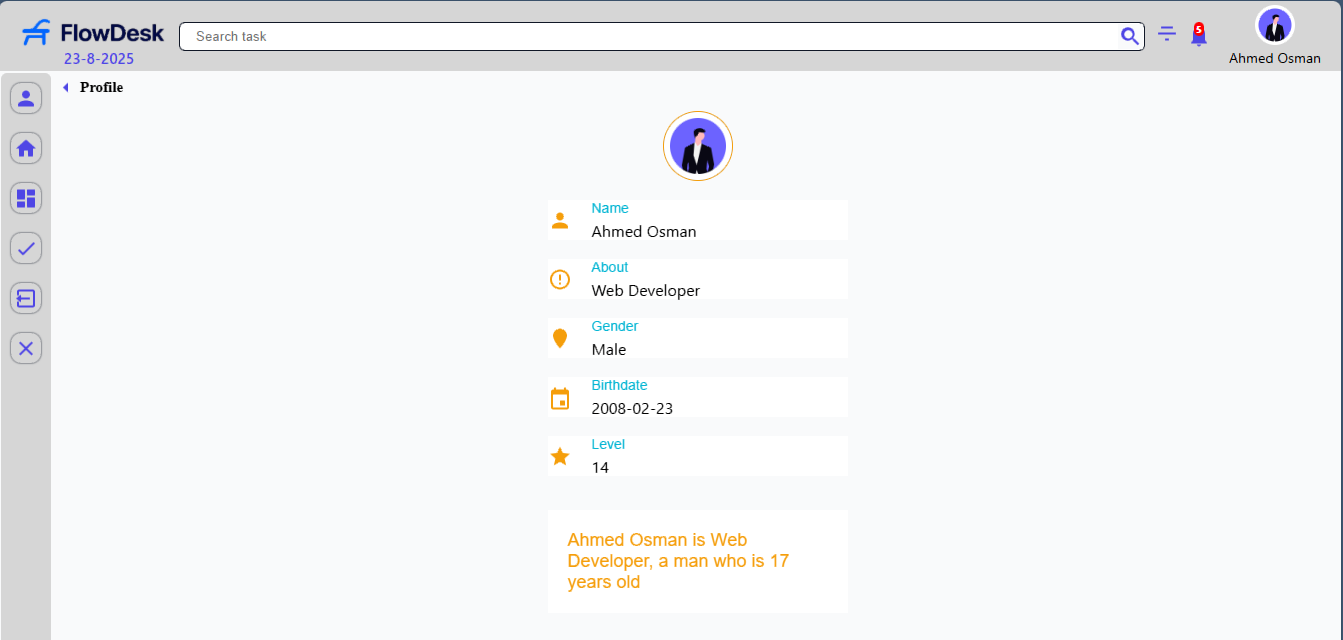 FlowDesk
23-8-2025
Search task
5
Ahmed Osman
Profile
Name
Ahmed Osman
About
Web Developer
Gender
Male
Birthdate
2008-02-23
Level
14
Ahmed Osman is Web
Developer, a man who is 17
years old